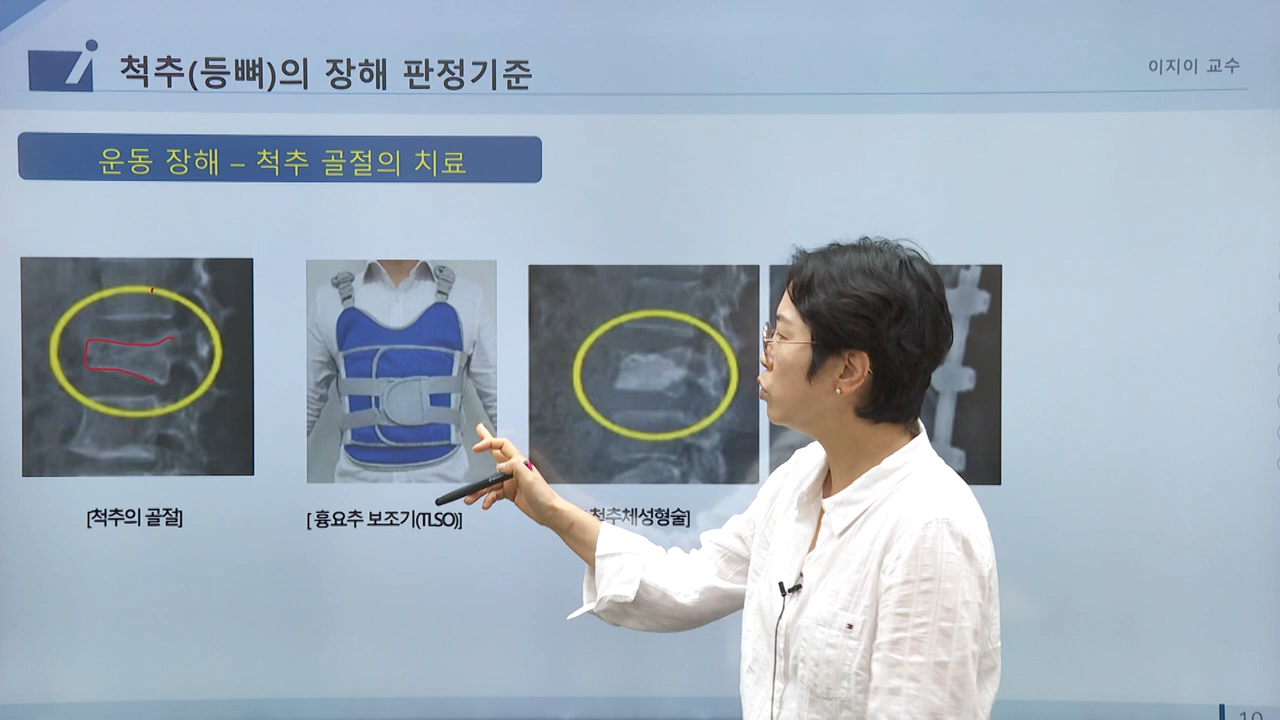 척추(등뼈)의 장해 판정기준
이지이 교수
운동 장해 – 척추 골절의 치료
[척추의 골절]
[ 흉요추 보조기(TLSO)]
척추체성형술]